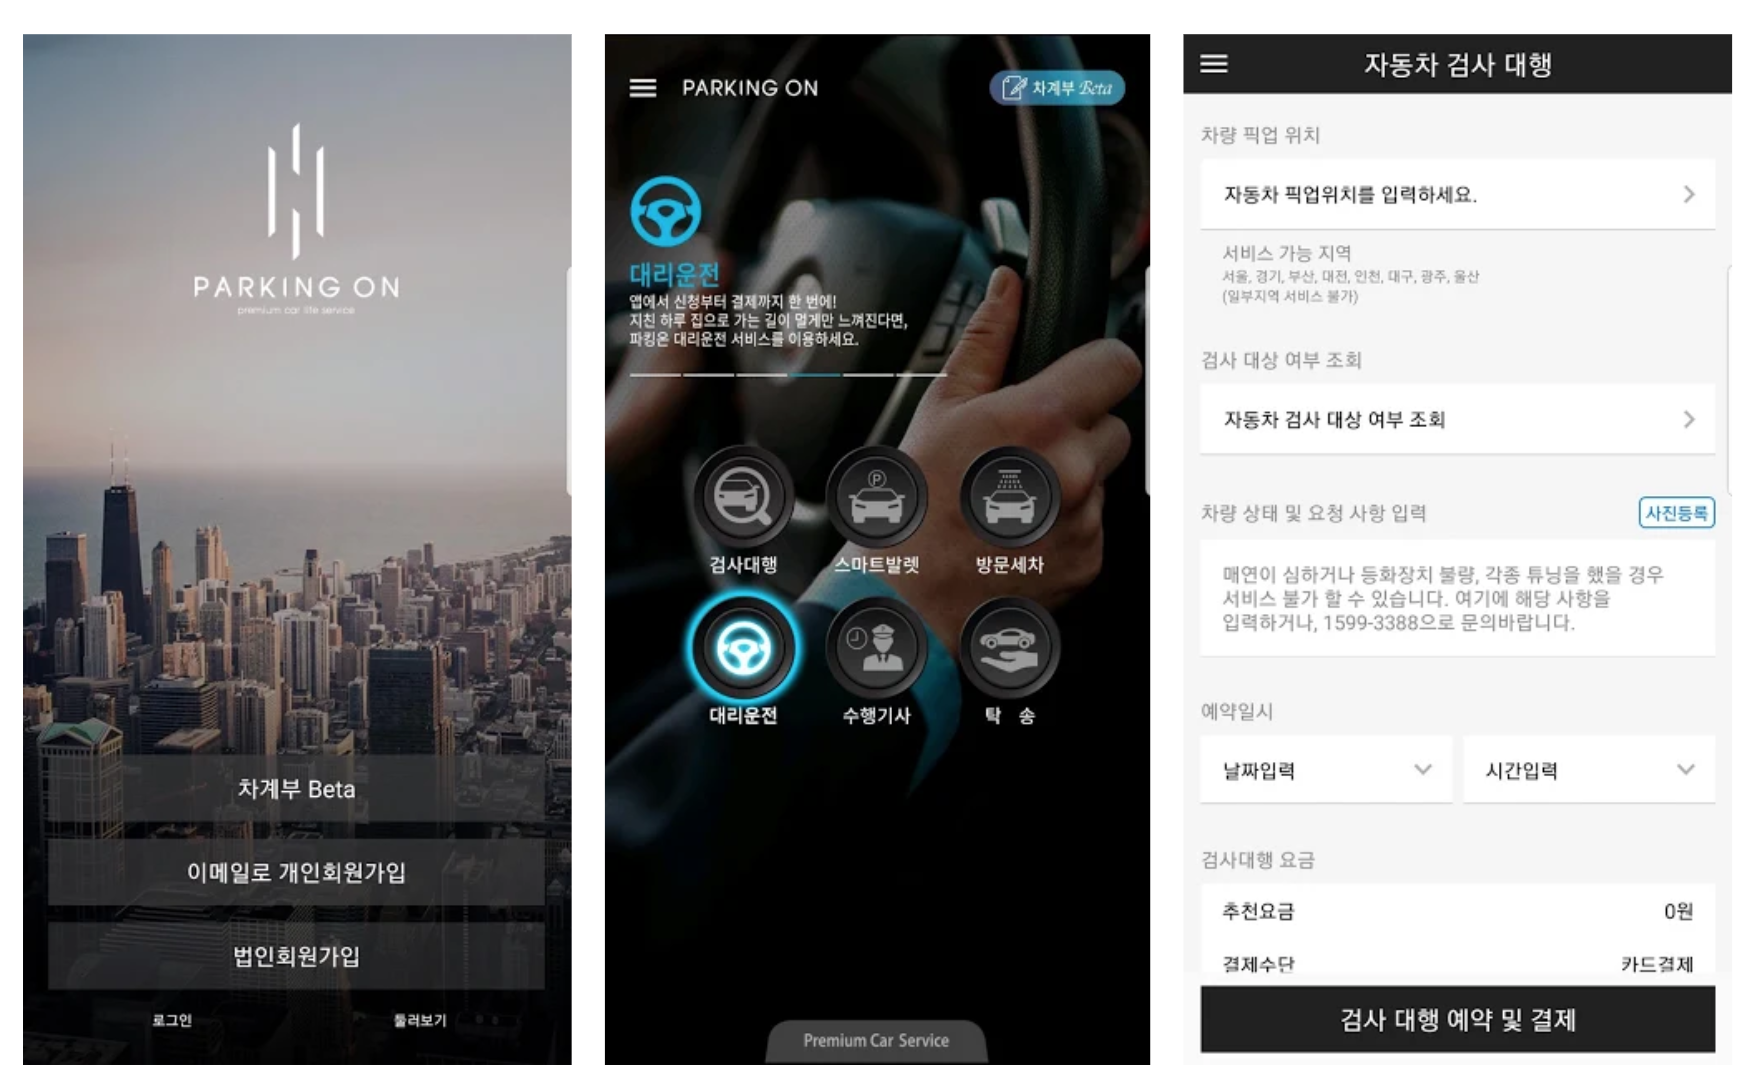 PARKING ON
premium car life service
차계부 Beta
이메일로 개인회원가입
법인회원가입
로그인
둘러보기
PARKING ON
차계부 Beta
대리운전
앱에서 신청부터 결제까지 한 번에!
지친 하루 집으로 가는 길이 멀게만 느껴진다면,
파킹온 대리운전 서비스를 이용하세요.
P
검사대행
스마트발렛
방문세차
대리운전
수행기사
탁 송
Premium Car Service
자동차 검사 대행
차량 픽업 위치
자동차 픽업위치를 입력하세요.
서비스 가능 지역
서울, 경기, 부산, 대전, 인천, 대구, 광주, 울산
(일부지역 서비스 불가)
검사 대상 여부 조회
자동차 검사 대상 여부 조회
차량 상태 및 요청 사항 입력
사진등록
매연이 심하거나 등화장치 불량, 각종 튜닝을 했을 경우
서비스 불가 할 수 있습니다. 여기에 해당 사항을
입력하거나, 1599-3388으로 문의바랍니다.
예약일시
날짜입력
시간입력
검사대행 요금
추천요금
0원
결제수단
카드결제
검사 대행 예약 및 결제